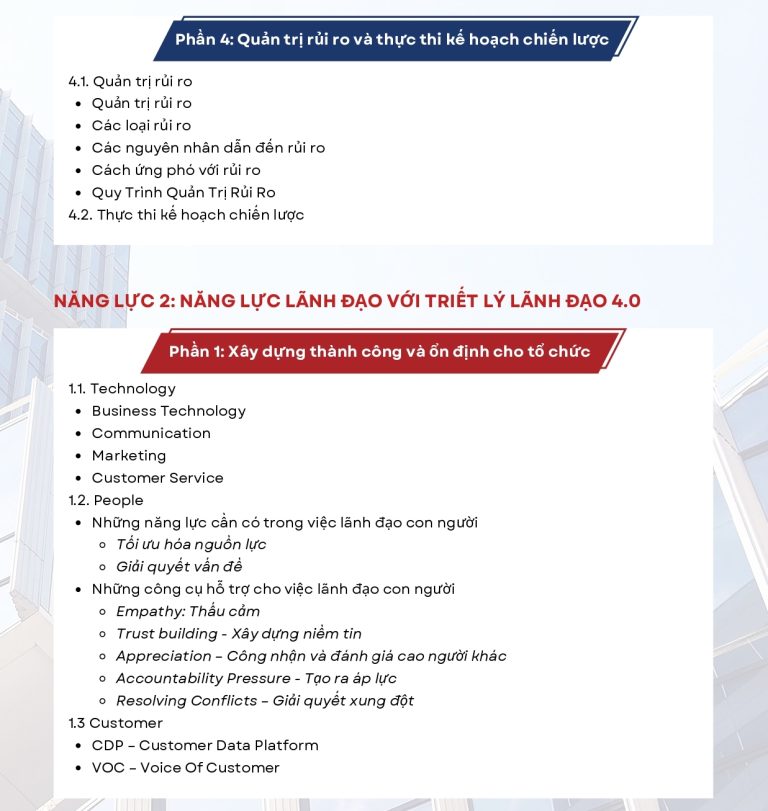 Phần 4: Quản trị rủi ro và thực thi kế hoạch chiến lược
4.1. Quản trị rủi ro
• Quản trị rủi ro
• Các loại rủi ro
• Các nguyên nhân dẫn đến rủi ro
• Cách ứng phó với rủi ro
• Quy Trình Quản Trị Rủi Ro
4.2. Thực thi kế hoạch chiến lược
NĂNG LỰC 2: NĂNG LỰC LÃNH ĐẠO VỚI TRIẾT LÝ LÃNH ĐẠO 4.0
Phần 1: Xây dựng thành công và ổn định cho tổ chức
1.1. Technology
• Business Technology
• Communication
• Marketing
• Customer Service
1.2. People
• Những năng lực cần có trong việc lãnh đạo con người
◦ Tối ưu hóa nguồn lực
◦ Giải quyết vấn đề
• Những công cụ hỗ trợ cho việc lãnh đạo con người
◦ Empathy: Thấu cảm
◦ Trust building - Xây dựng niềm tin
◦ Appreciation – Công nhận và đánh giá cao người khác
◦ Accountability Pressure - Tạo ra áp lực
◦ Resolving Conflicts – Giải quyết xung đột
1.3 Customer
• CDP – Customer Data Platform
• VOC – Voice Of Customer